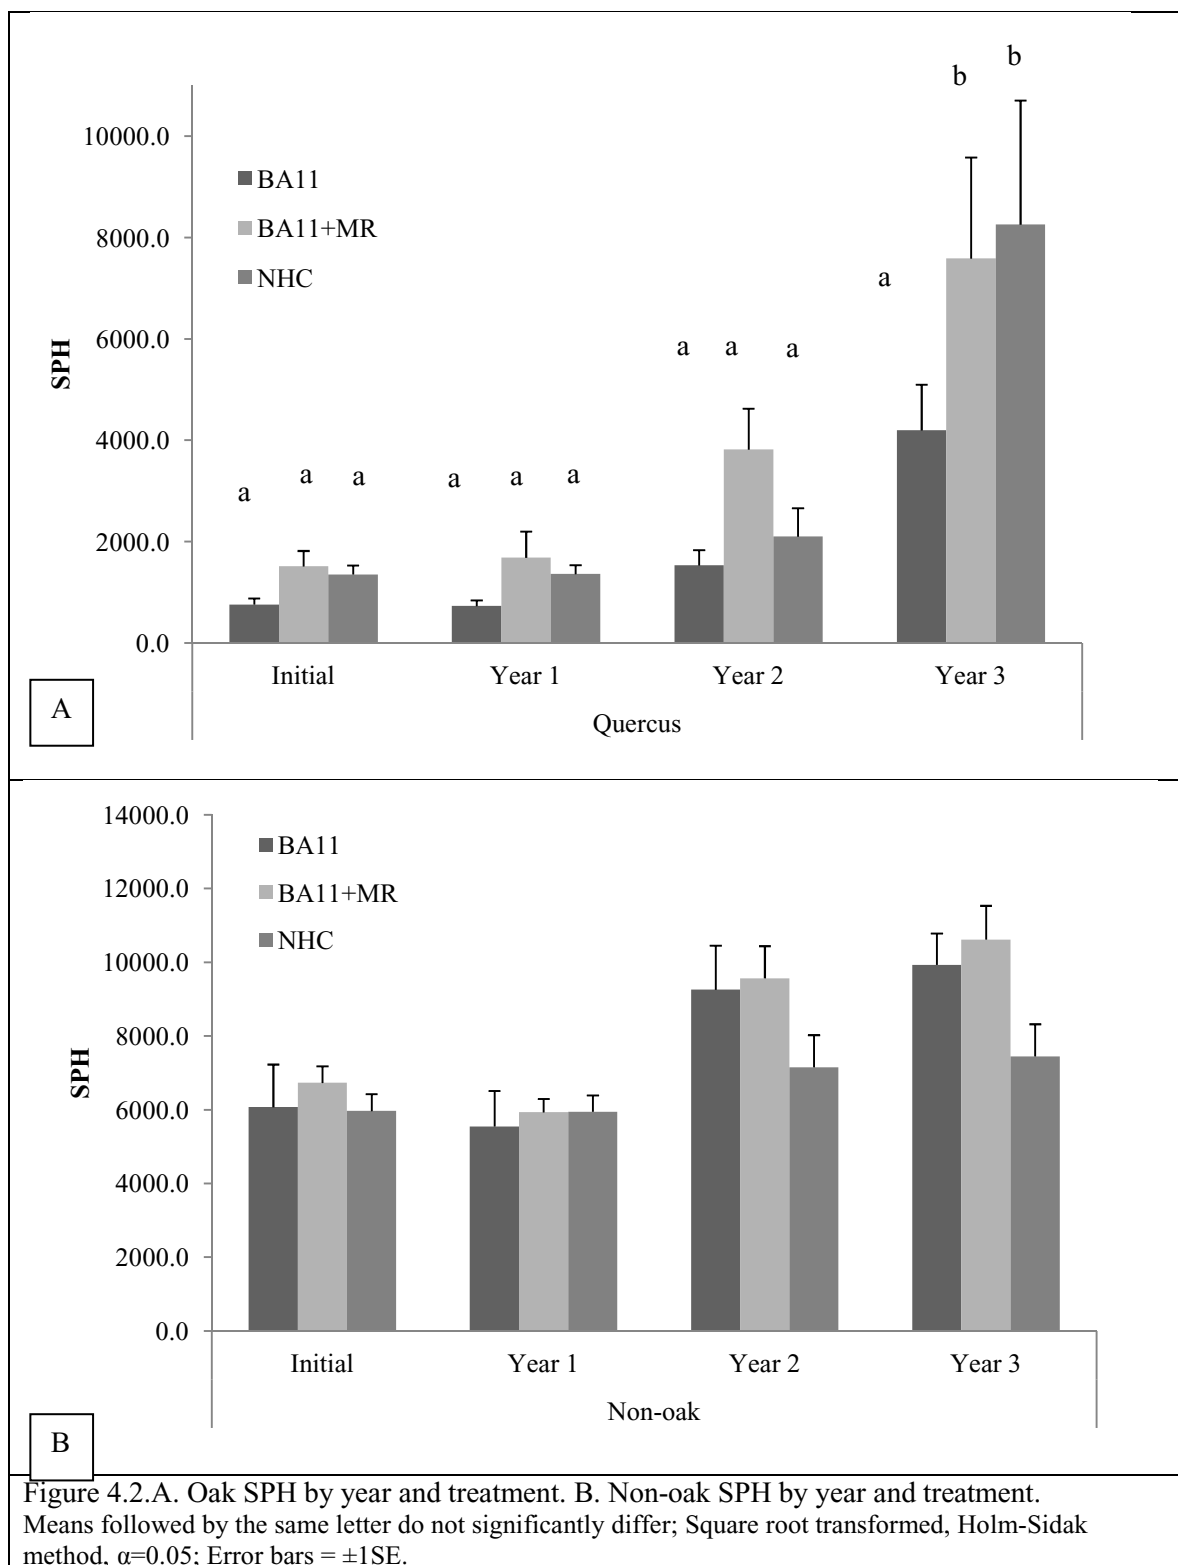 b
b
10000.0
BA11
8000.0
BA11+MR
NHC
a
6000.0
SPH
a a a
4000.0
a a a a a a
2000.0
0.0
Initial Year 1 Year 2 Year 3
A
Quercus
14000.0
BA11
12000.0
BA11+MR
NHC
10000.0
8000.0
SPH
6000.0
4000.0
2000.0
0.0
Initial Year 1 Year 2 Year 3
Non-oak
B
Figure 4.2.A. Oak SPH by year and treatment. B. Non-oak SPH by year and treatment.
Means followed by the same letter do not significantly differ; Square root transformed, Holm-Sidak
method, α=0.05; Error bars = ±1SE.